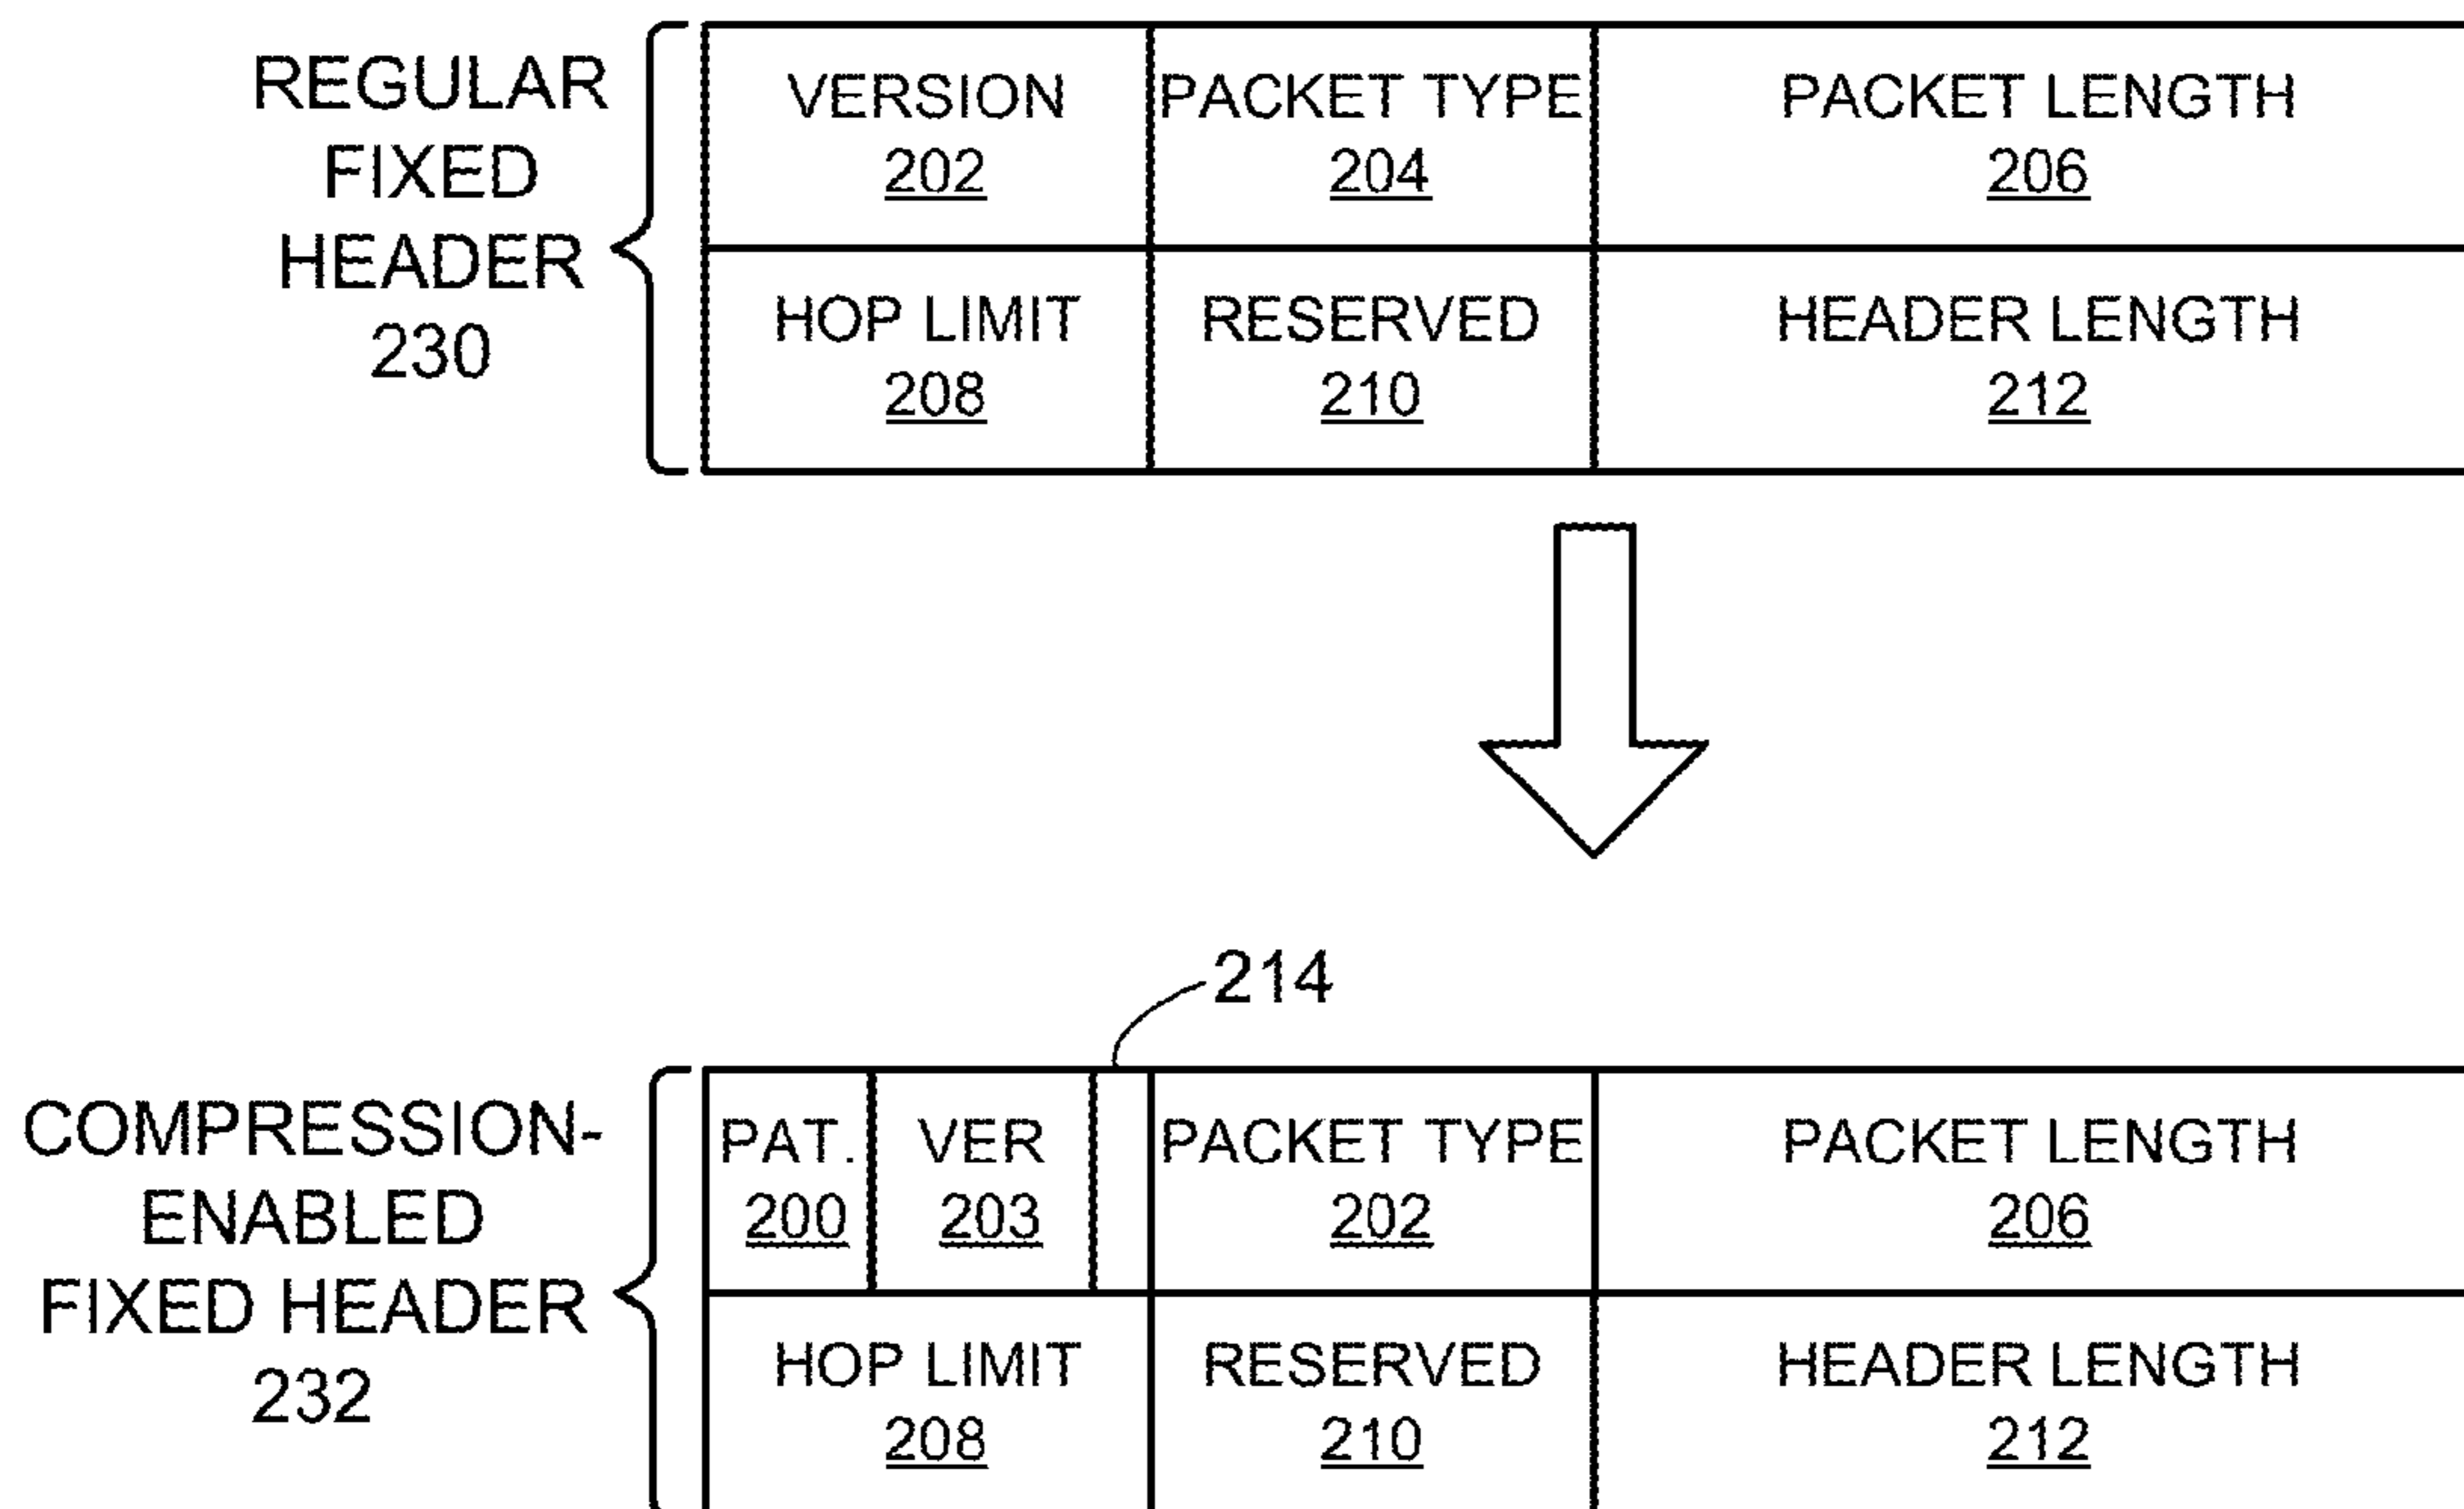 REGULAR
FIXED
HEADER
230
VERSION
202
PACKET TYPE
204
PACKET LENGTH
206
HOP LIMIT
208
RESERVED
210
HEADER LENGTH
212
214
COMPRESSION-
ENABLED
FIXED HEADER
232
PAT.
200
VER
203
PACKET TYPE
202
PACKET LENGTH
206
HOP LIMIT
208
RESERVED
210
HEADER LENGTH
212